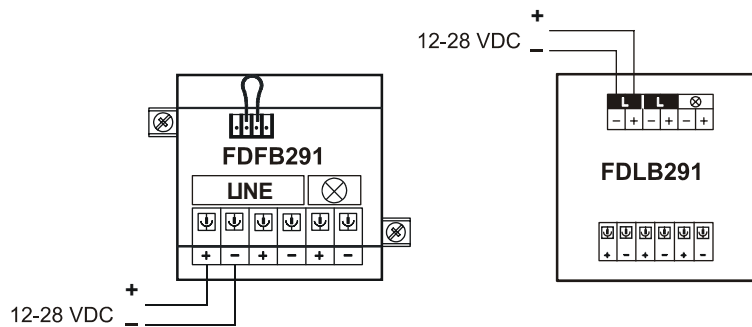 +
12-28 VDC
−
FDFB291
LINE
+ − + − + −
+
12-28 VDC
−
L L
− + − + − +
FDLB291
+ − + − + −